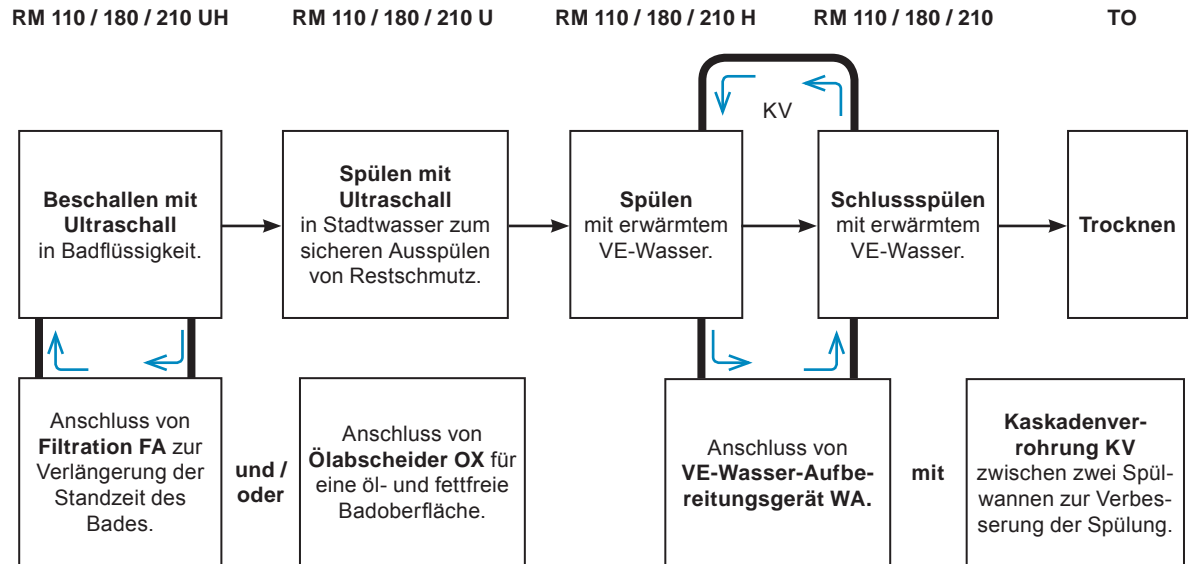 RM 110 / 180 / 210 UH
RM 110 / 180 / 210 U
RM 110 / 180 / 210 H
RM 110 / 180 / 210
TO
KV
Beschallen mit
Ultraschall
in Badflüssigkeit.
Spülen mit
Ultraschall
in Stadtwasser zum
sicheren Ausspülen
von Restschmutz.
Spülen
mit erwärmtem
VE-Wasser.
Schlussspülen
mit erwärmtem
VE-Wasser.
Trocknen
Anschluss von
Filtration FA zur
Verlängerung der
Standzeit des
Bades.
und /
oder
Anschluss von
Ölabscheider OX für
eine öl- und fettfreie
Badoberfläche.
Anschluss von
VE-Wasser-Aufbe-
reitungsgerät WA.
mit
Kaskadenver-
rohrung KV
zwischen zwei Spül-
wannen zur Verbes-
serung der Spülung.